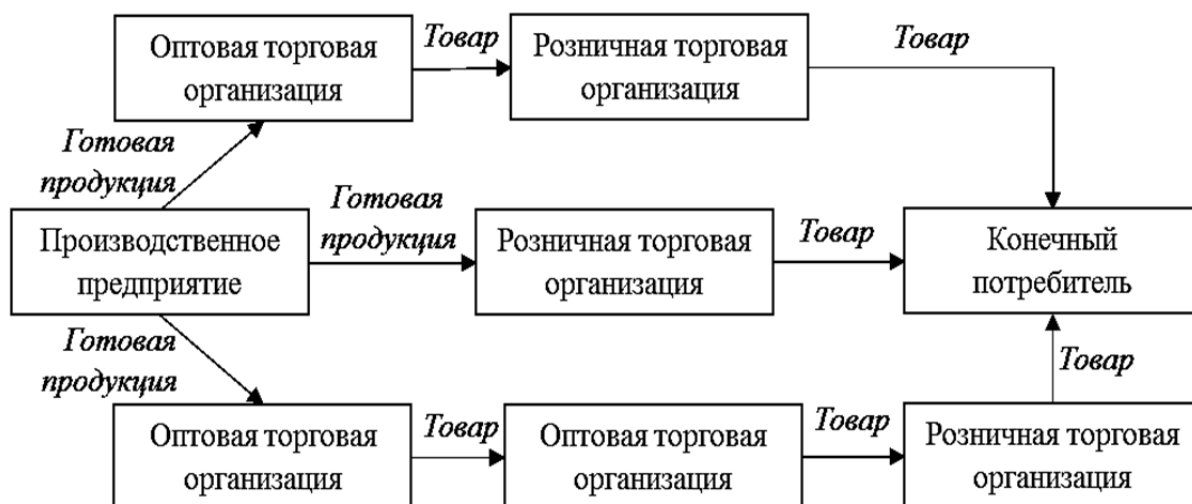 Оптовая торговая
организация
Товар
Розничная торговая
организация
Товар
Готовая
продукция
Производственное
предприятие
Готовая
продукция
Розничная торговая
организация
Товар
Конечный
потребитель
Готовая
продукция
Оптовая торговая
организация
Товар
Оптовая торговая
организация
Товар
Розничная торговая
организация
Товар